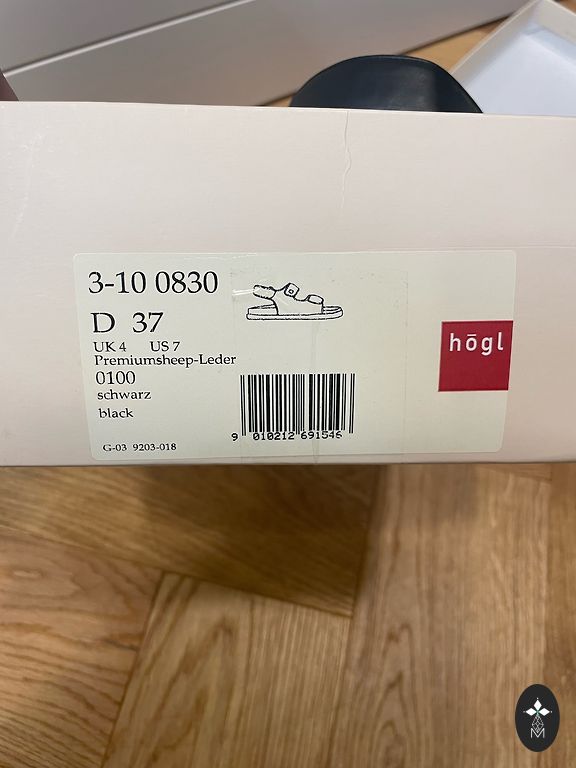 3-10 0830
D 37
UK 4 US 7
Premiumsheep-Leder
0100
schwarz
black
G-03 9203-018
9 010212 691546
högl
M